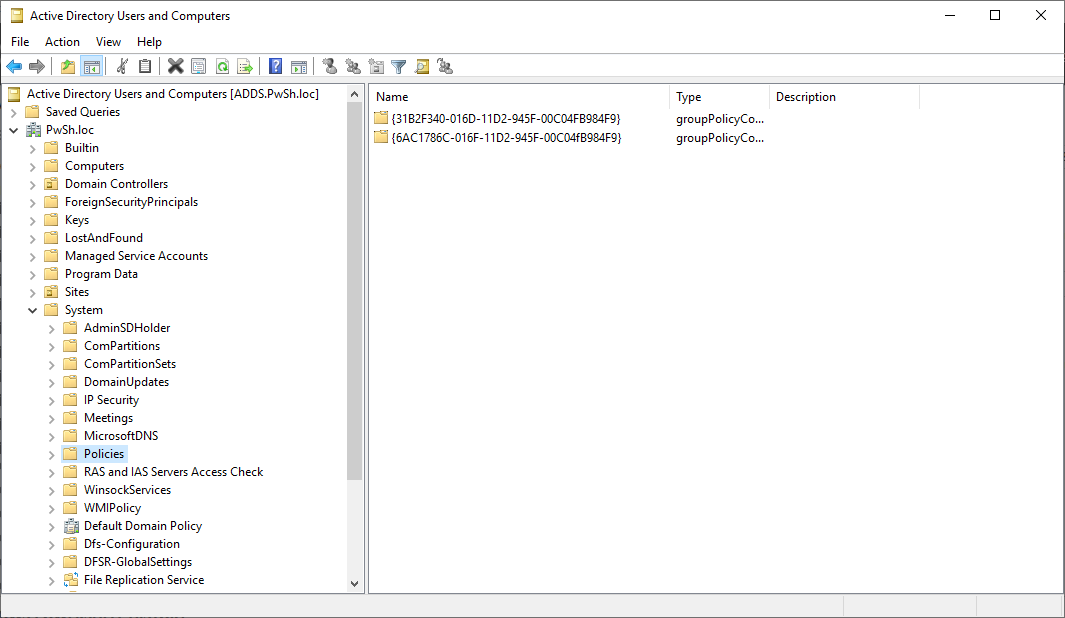 Active Directory Users and Computers
File Action View Help
Active Directory Users and Computers [ADDS.PwSh.loc]
Saved Queries
PwSh.loc
Builtin
Computers
Domain Controllers
ForeignSecurityPrincipals
Keys
LostAndFound
Managed Service Accounts
Program Data
Sites
System
AdminSDHolder
ComPartitions
ComPartitionSets
DomainUpdates
IP Security
Meetings
MicrosoftDNS
Policies
RAS and IAS Servers Access Check
WinsockServices
WMIPolicy
Default Domain Policy
Dfs-Configuration
DFSR-GlobalSettings
File Replication Service
Name Type Description
{31B2F340-016D-11D2-945F-00C04FB984F9} groupPolicyCo...
{6AC1786C-016F-11D2-945F-00C04fB984F9} groupPolicyCo...